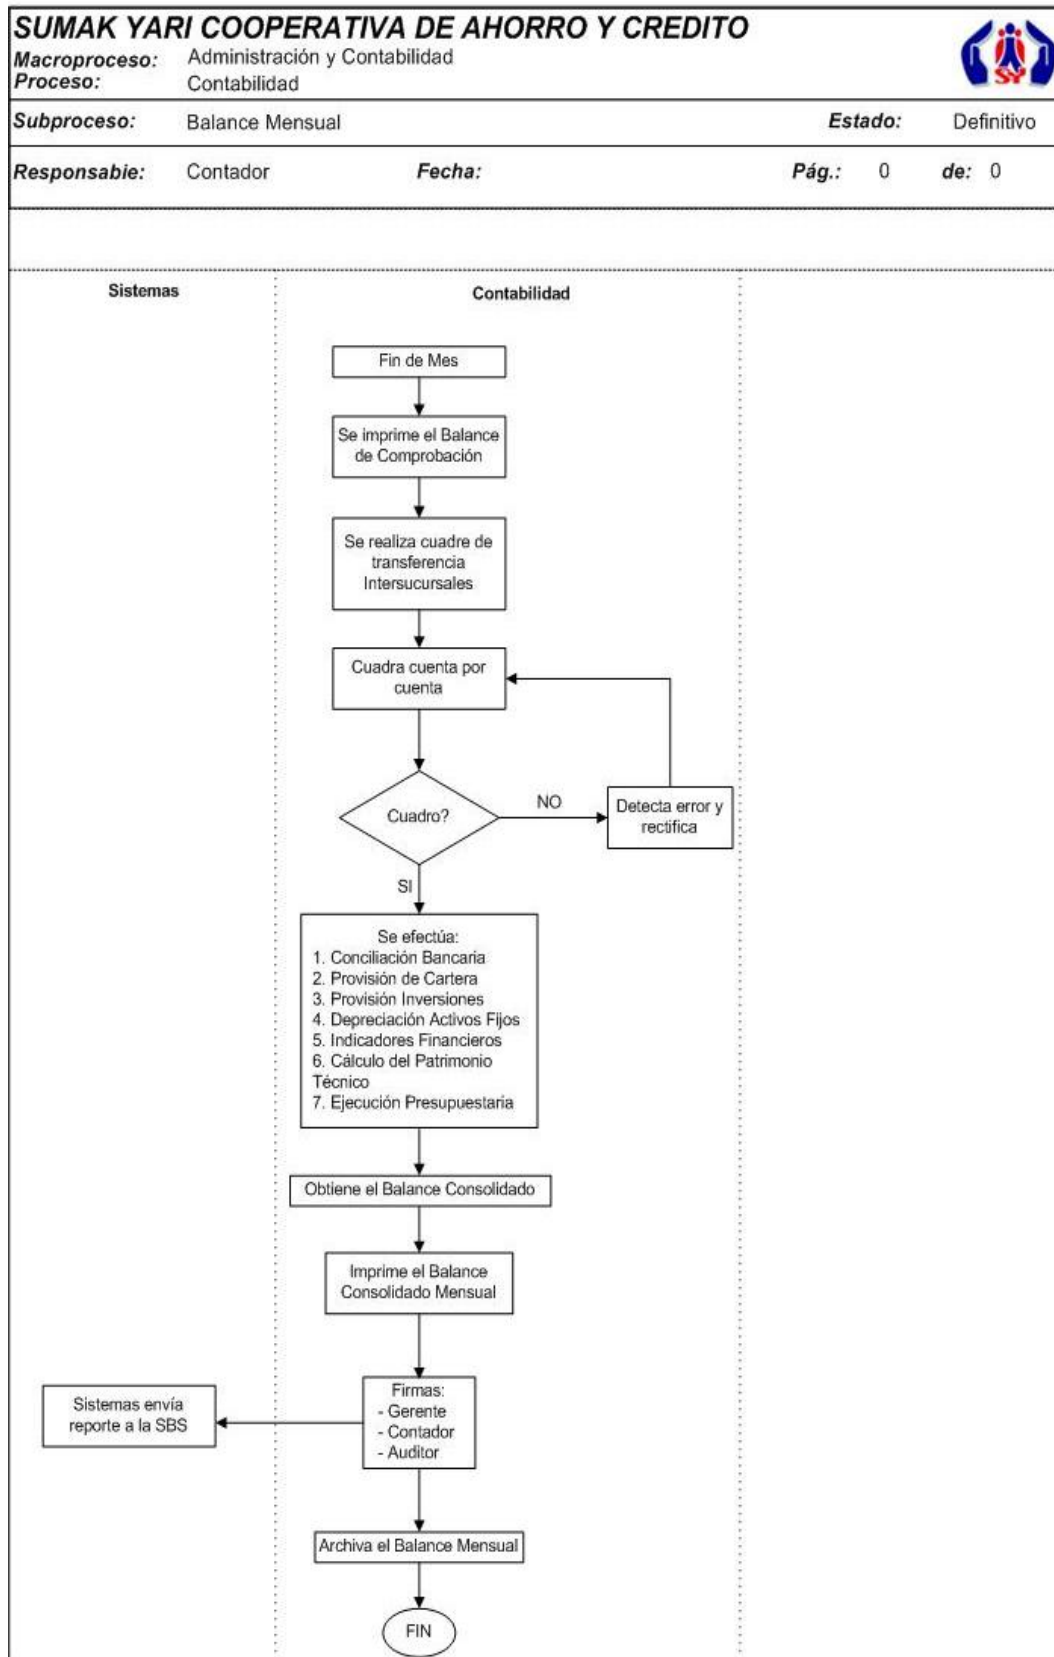 SUMAK YARI COOPERATIVA DE AHORRO Y CREDITO
Macroproceso: Administración y Contabilidad
Proceso: Contabilidad
SY
Subproceso: Balance Mensual Estado: Definitivo
Responsabie: Contador Fecha: Pág.: 0 de: 0
Sistemas
Contabilidad
Fin de Mes
Se imprime el Balance
de Comprobación
Se realiza cuadre de
transferencia
Intersucursales
Cuadra cuenta por
cuenta
Cuadro?
NO
Detecta error y
rectifica
SI
Se efectúa:
1. Conciliación Bancaria
2. Provisión de Cartera
3. Provisión Inversiones
4. Depreciación Activos Fijos
5. Indicadores Financieros
6. Cálculo del Patrimonio
Técnico
7. Ejecución Presupuestaria
Obtiene el Balance Consolidado
Imprime el Balance
Consolidado Mensual
Firmas:
- Gerente
- Contador
- Auditor
Sistemas envía
reporte a la SBS
Archiva el Balance Mensual
FIN